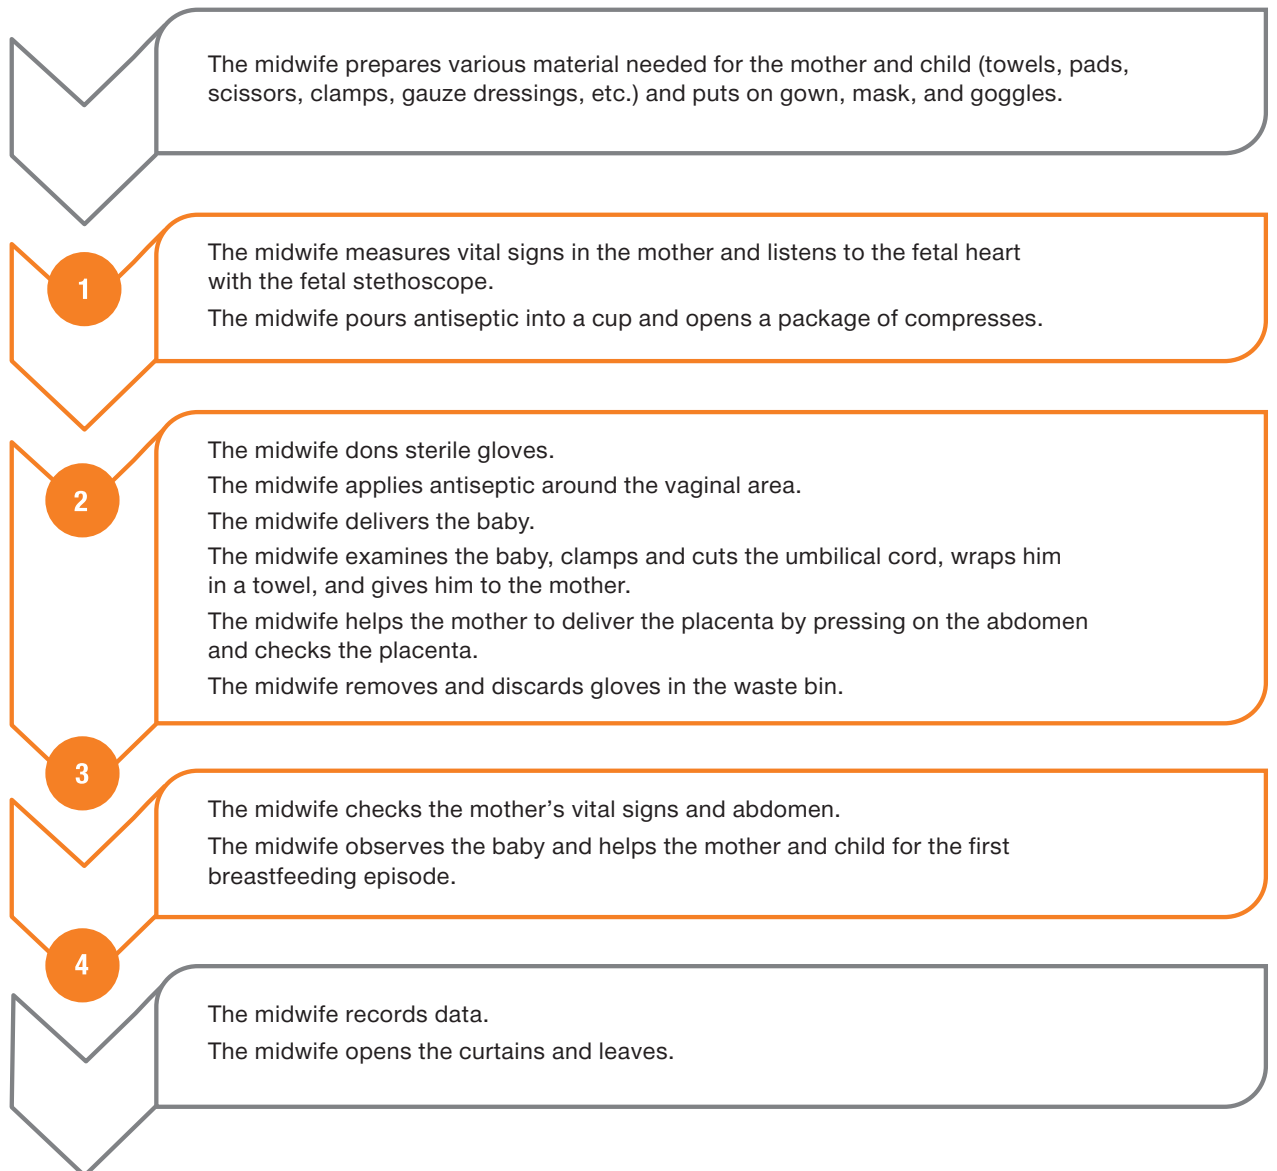 The midwife prepares various material needed for the mother and child (towels, pads,
scissors, clamps, gauze dressings, etc.) and puts on gown, mask, and goggles.
1
The midwife measures vital signs in the mother and listens to the fetal heart
with the fetal stethoscope.
The midwife pours antiseptic into a cup and opens a package of compresses.
2
The midwife dons sterile gloves.
The midwife applies antiseptic around the vaginal area.
The midwife delivers the baby.
The midwife examines the baby, clamps and cuts the umbilical cord, wraps him
in a towel, and gives him to the mother.
The midwife helps the mother to deliver the placenta by pressing on the abdomen
and checks the placenta.
The midwife removes and discards gloves in the waste bin.
3
The midwife checks the mother’s vital signs and abdomen.
The midwife observes the baby and helps the mother and child for the first
breastfeeding episode.
4
The midwife records data.
The midwife opens the curtains and leaves.